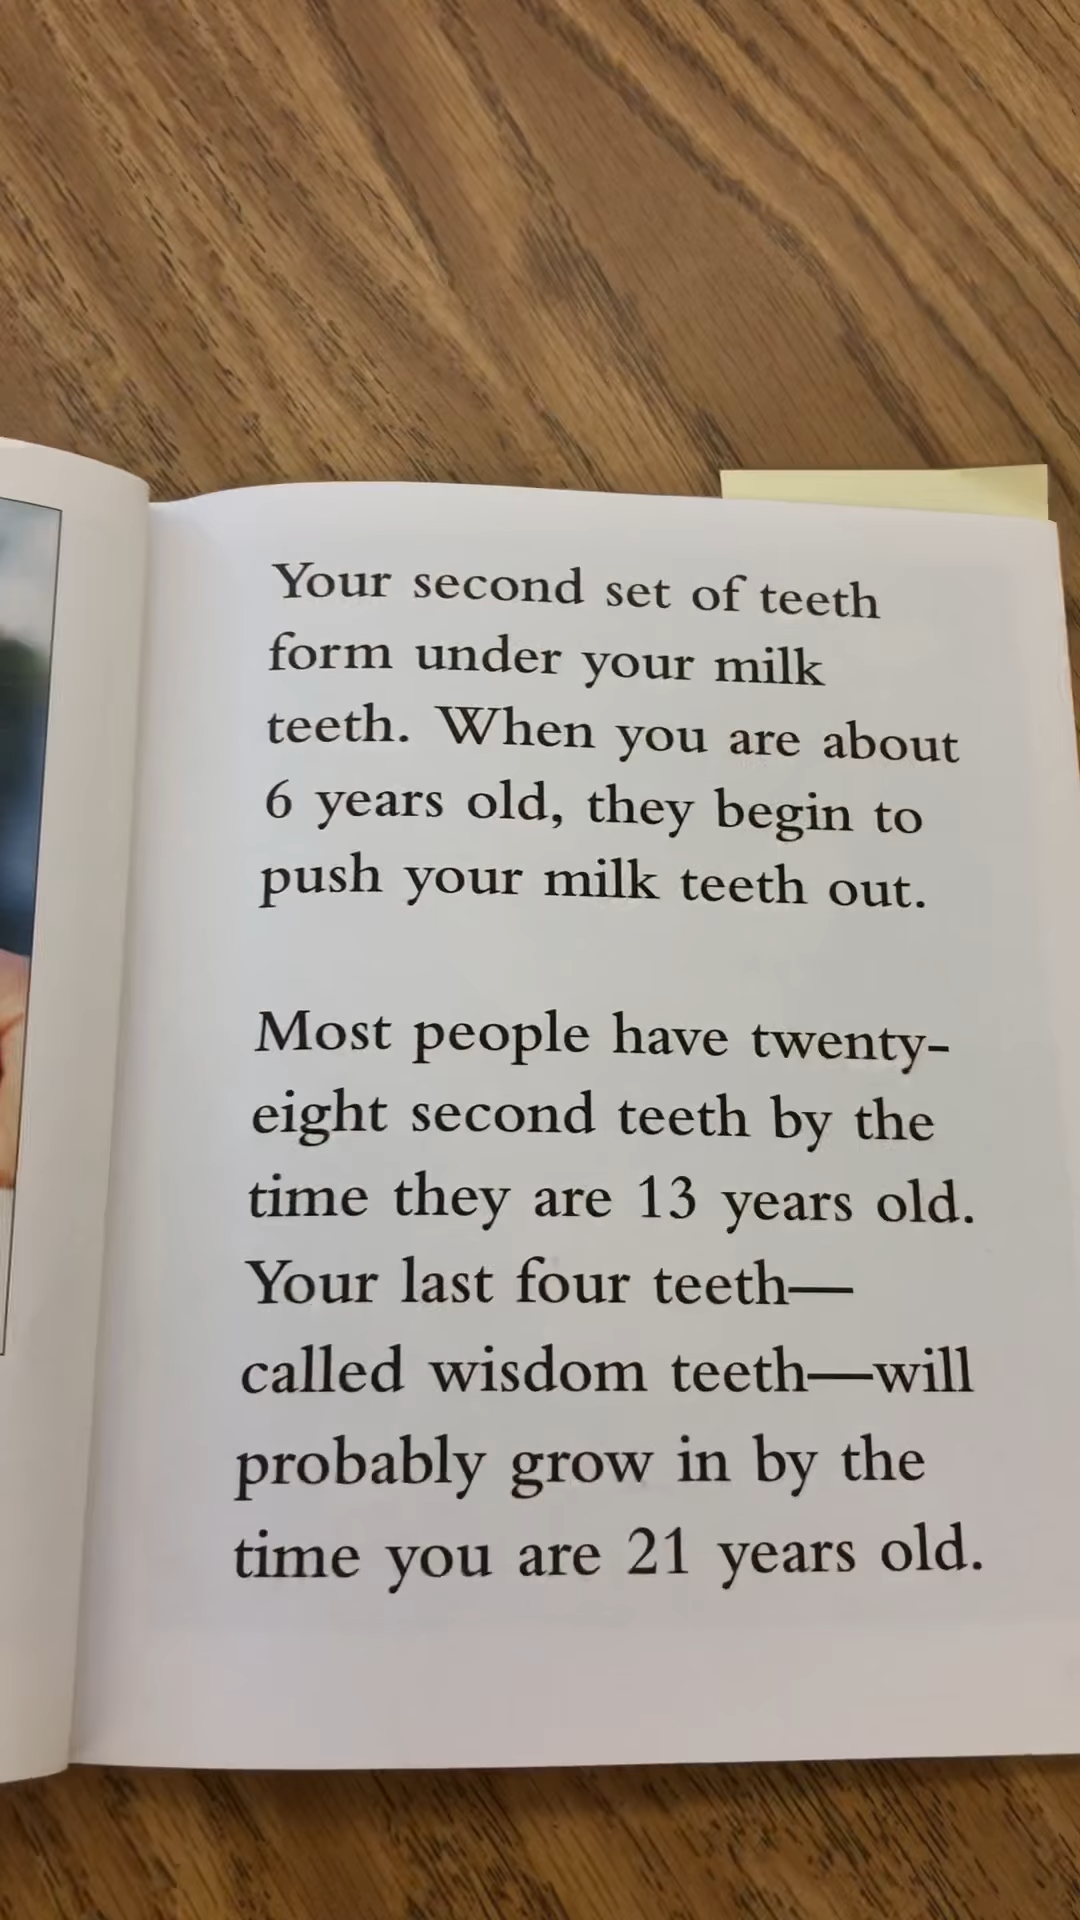 Your second set of teeth
form under your milk
teeth. When you are about
6 years old, they begin to
push your milk teeth out.
Most people have twenty-
eight second teeth by the
time they are 13 years old.
Your last four teeth—
called wisdom teeth—will
probably grow in by the
time you are 21 years old.